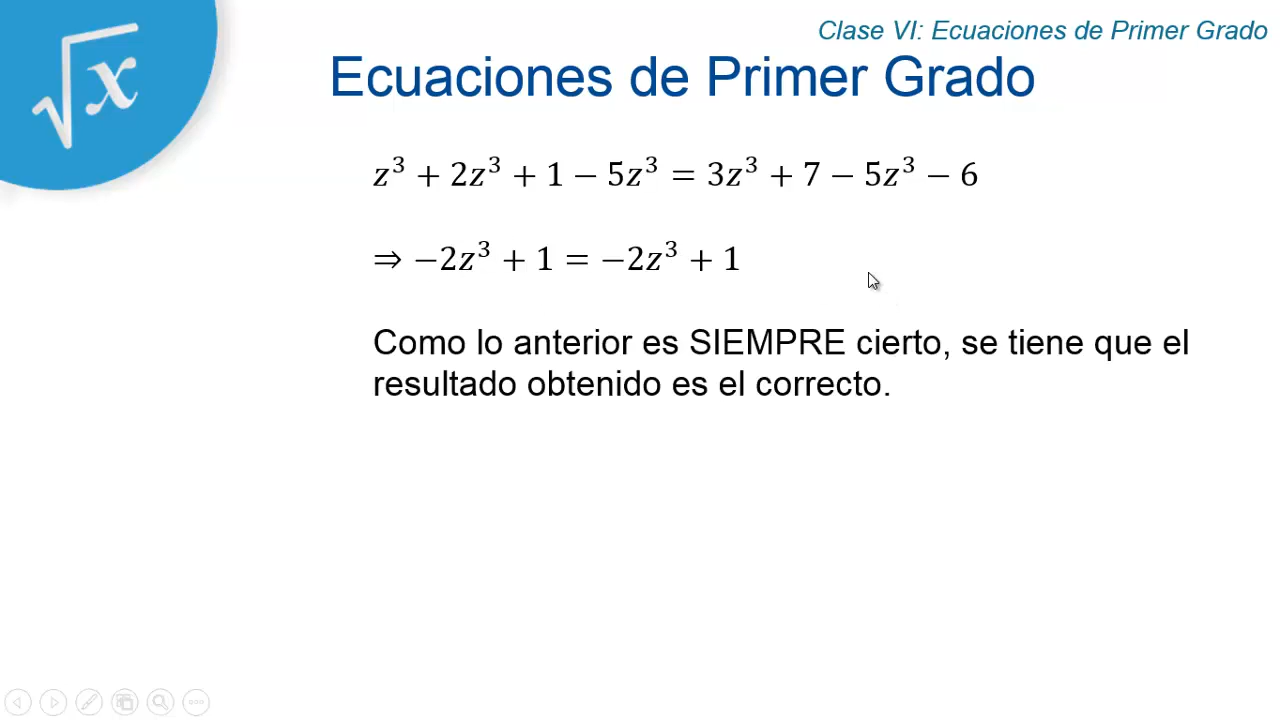 Clase VI: Ecuaciones de Primer Grado
Ecuaciones de Primer Grado
√x
z³ + 2z³ + 1 − 5z³ = 3z³ + 7 − 5z³ − 6
⇒ −2z³ + 1 = −2z³ + 1
Como lo anterior es SIEMPRE cierto, se tiene que el
resultado obtenido es el correcto.